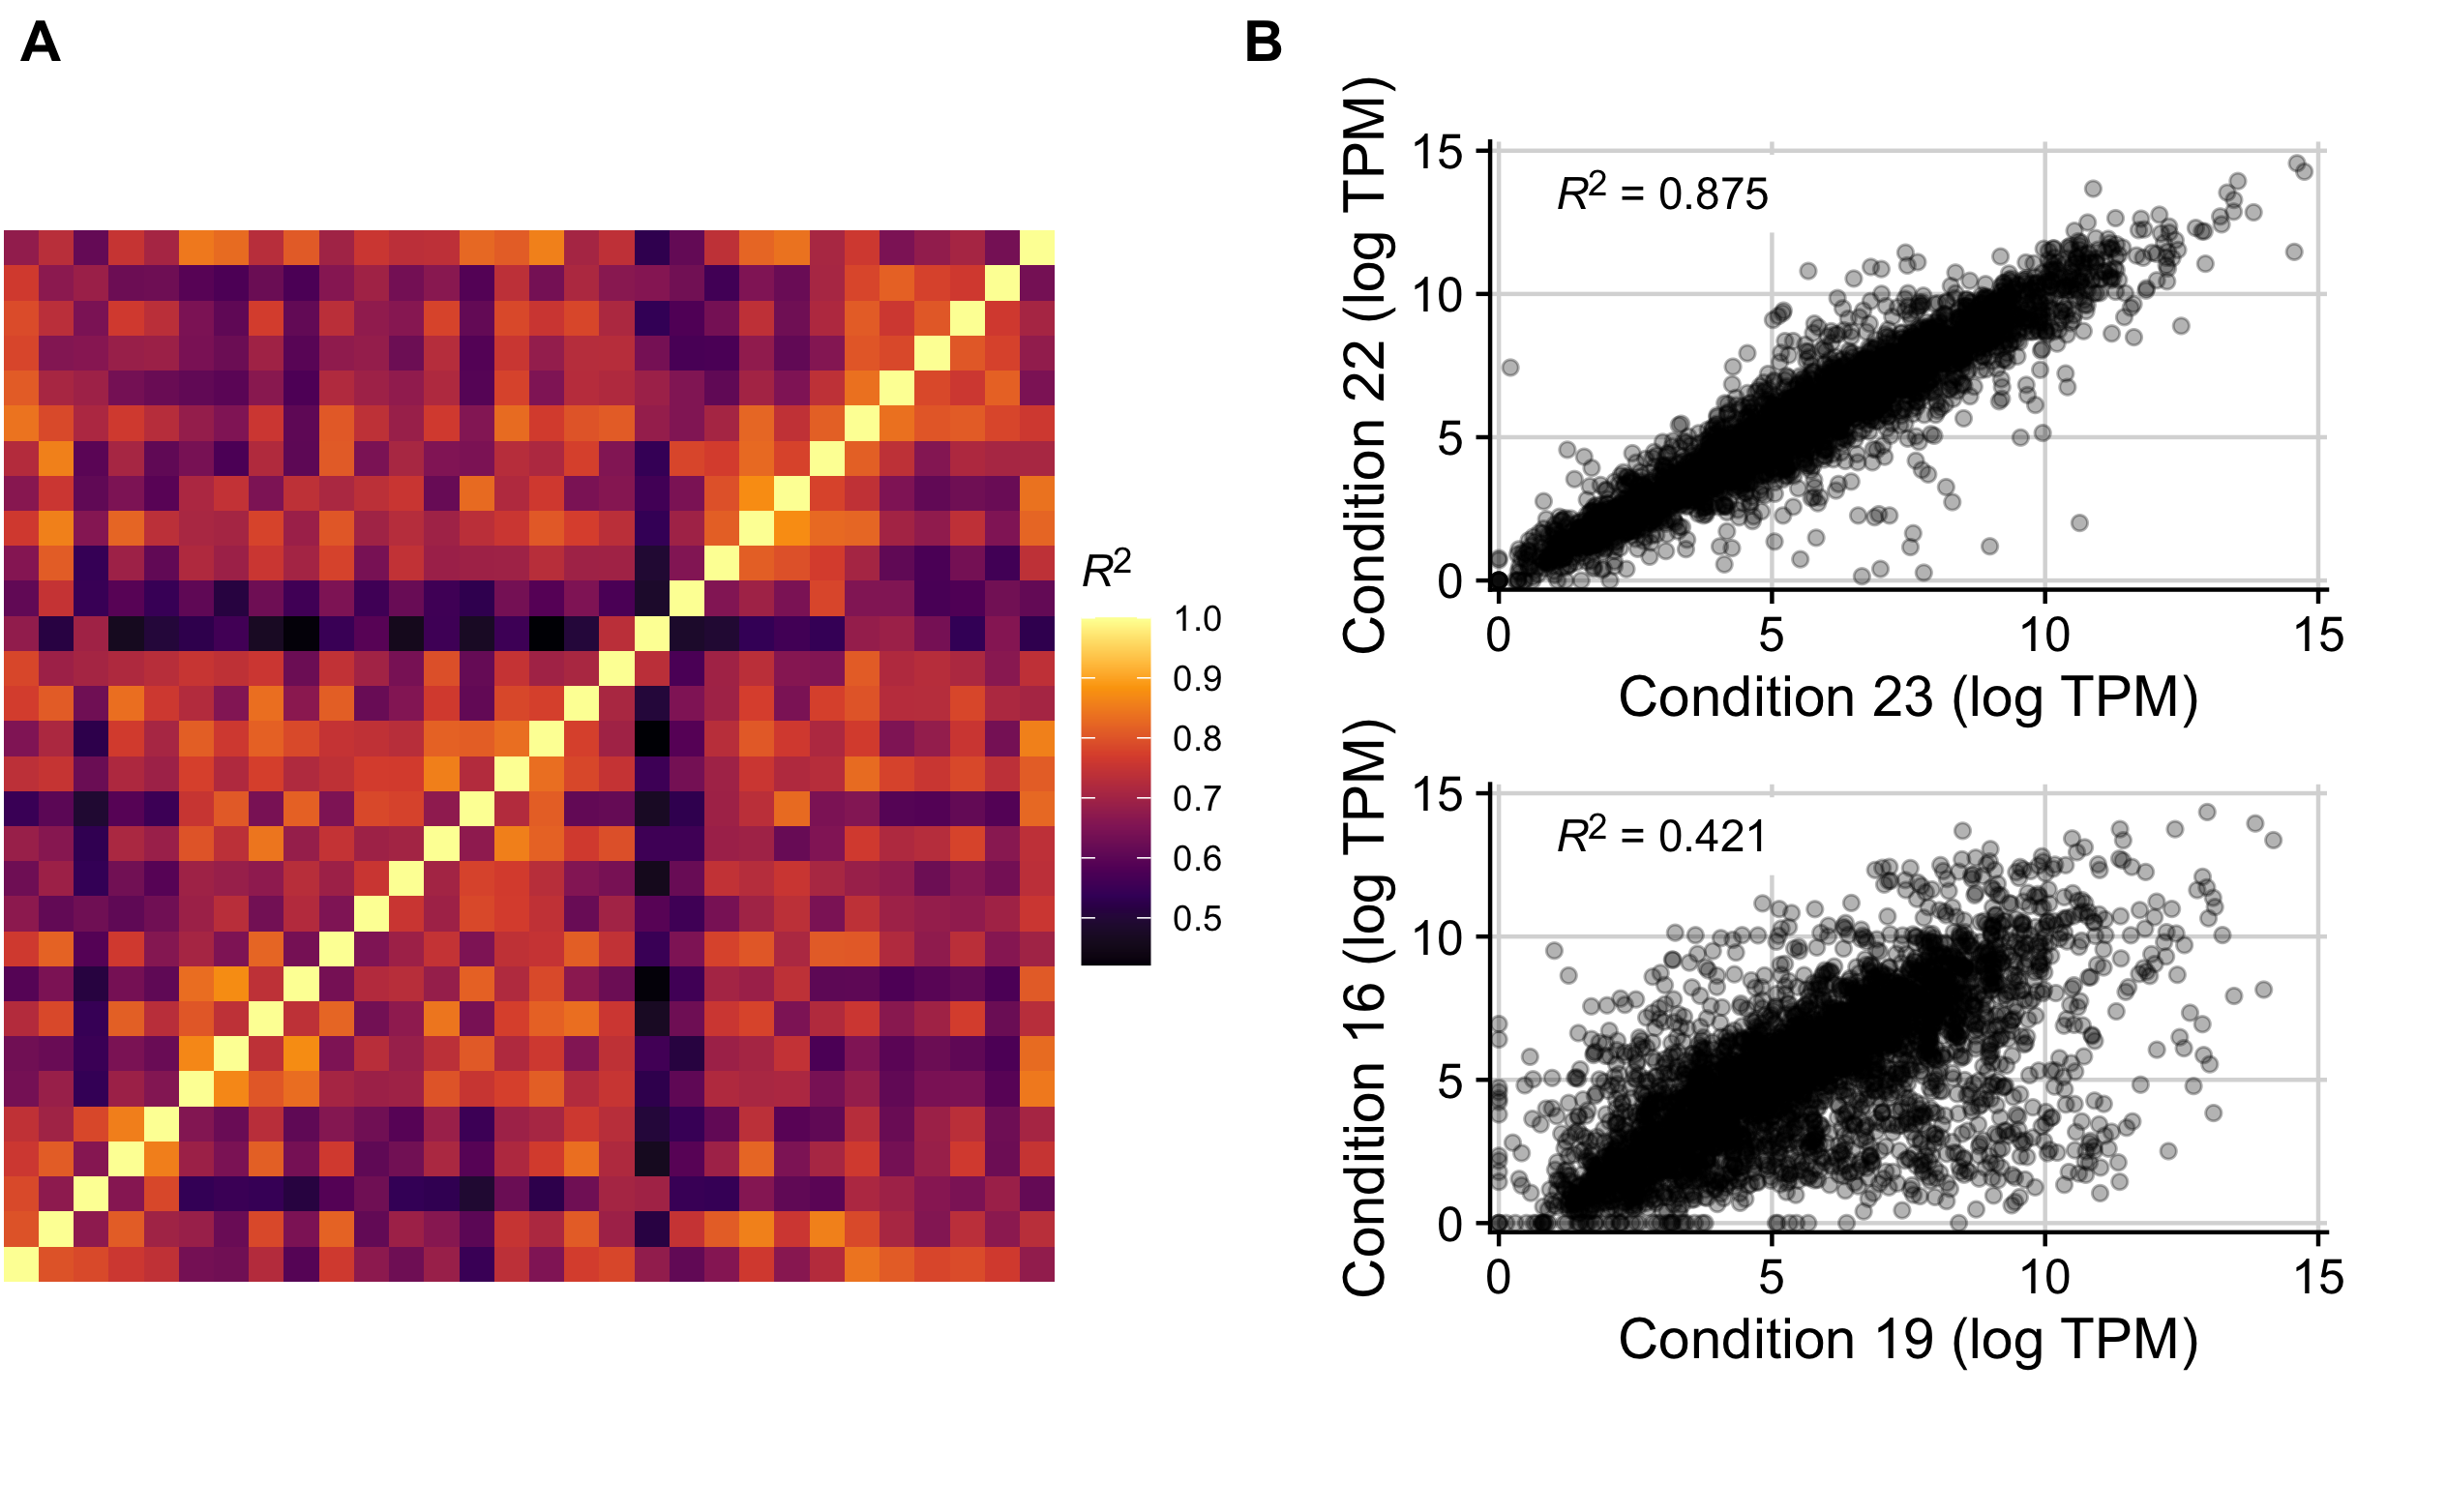 A
R2
1.0
0.9
0.8
0.7
0.6
0.5
B
Condition 22 (log TPM)
15
10
5
0
R2 = 0.875
0 5 10 15
Condition 23 (log TPM)
Condition 16 (log TPM)
15
10
5
0
R2 = 0.421
0 5 10 15
Condition 19 (log TPM)